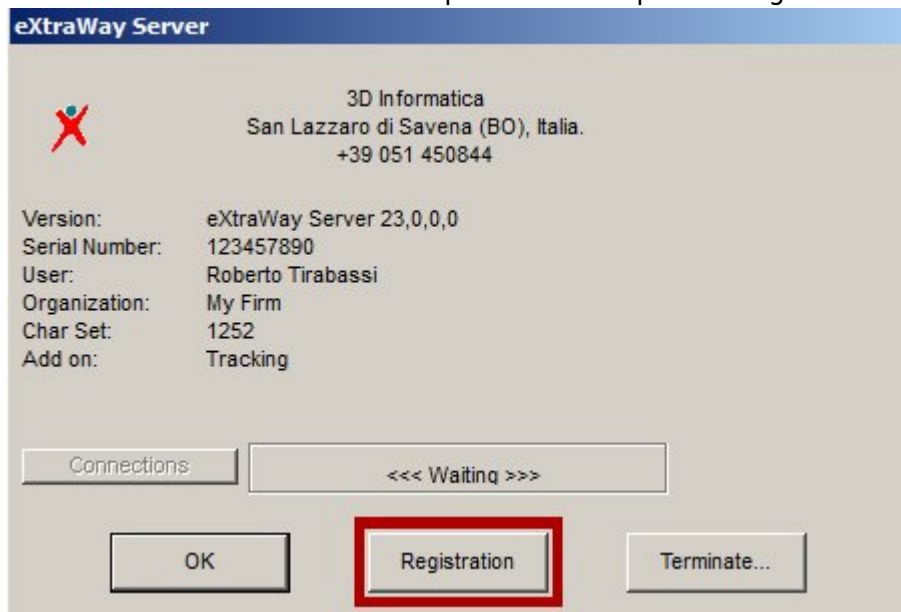 eXtraWay Server
3D Informatica
San Lazzaro di Savena (BO), Italia.
+39 051 450844
Version: eXtraWay Server 23,0,0,0
Serial Number: 123457890
User: Roberto Tirabassi
Organization: My Firm
Char Set: 1252
Add on: Tracking
Connections <<< Waiting >>>
OK Registration Terminate...